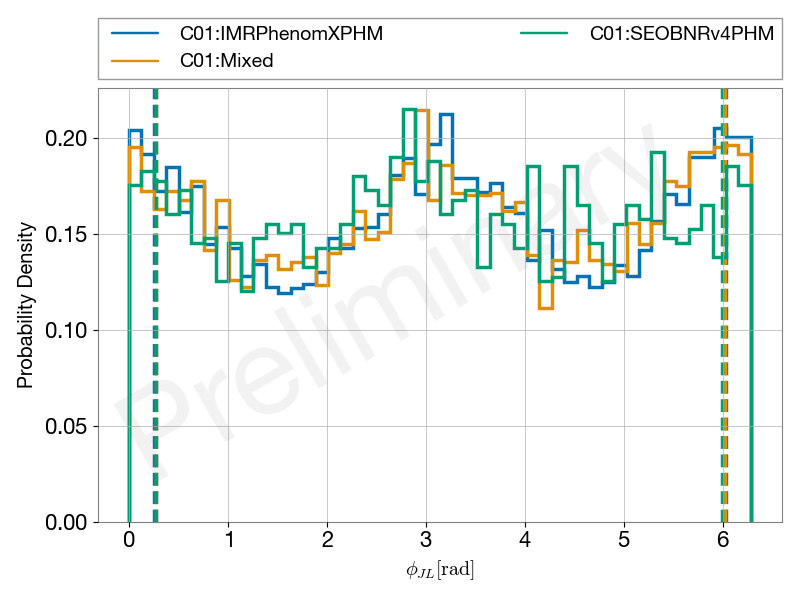 C01:IMRPhenomXPHM
C01:Mixed
C01:SEOBNRv4PHM
Probability Density
0.20
0.15
0.10
0.05
0.00
Preliminary
0 1 2 3 4 5 6
ϕ_JL[rad]